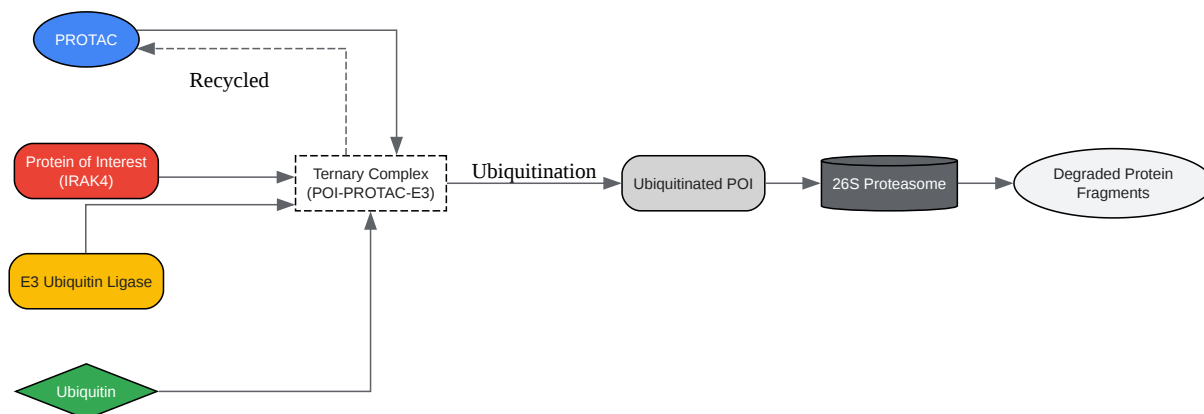 PROTAC
Recycled
Protein of Interest
(IRAK4)
Ternary Complex
(POI-PROTAC-E3)
Ubiquitination
Ubiquitinated POI
26S Proteasome
Degraded Protein
Fragments
E3 Ubiquitin Ligase
Ubiquitin